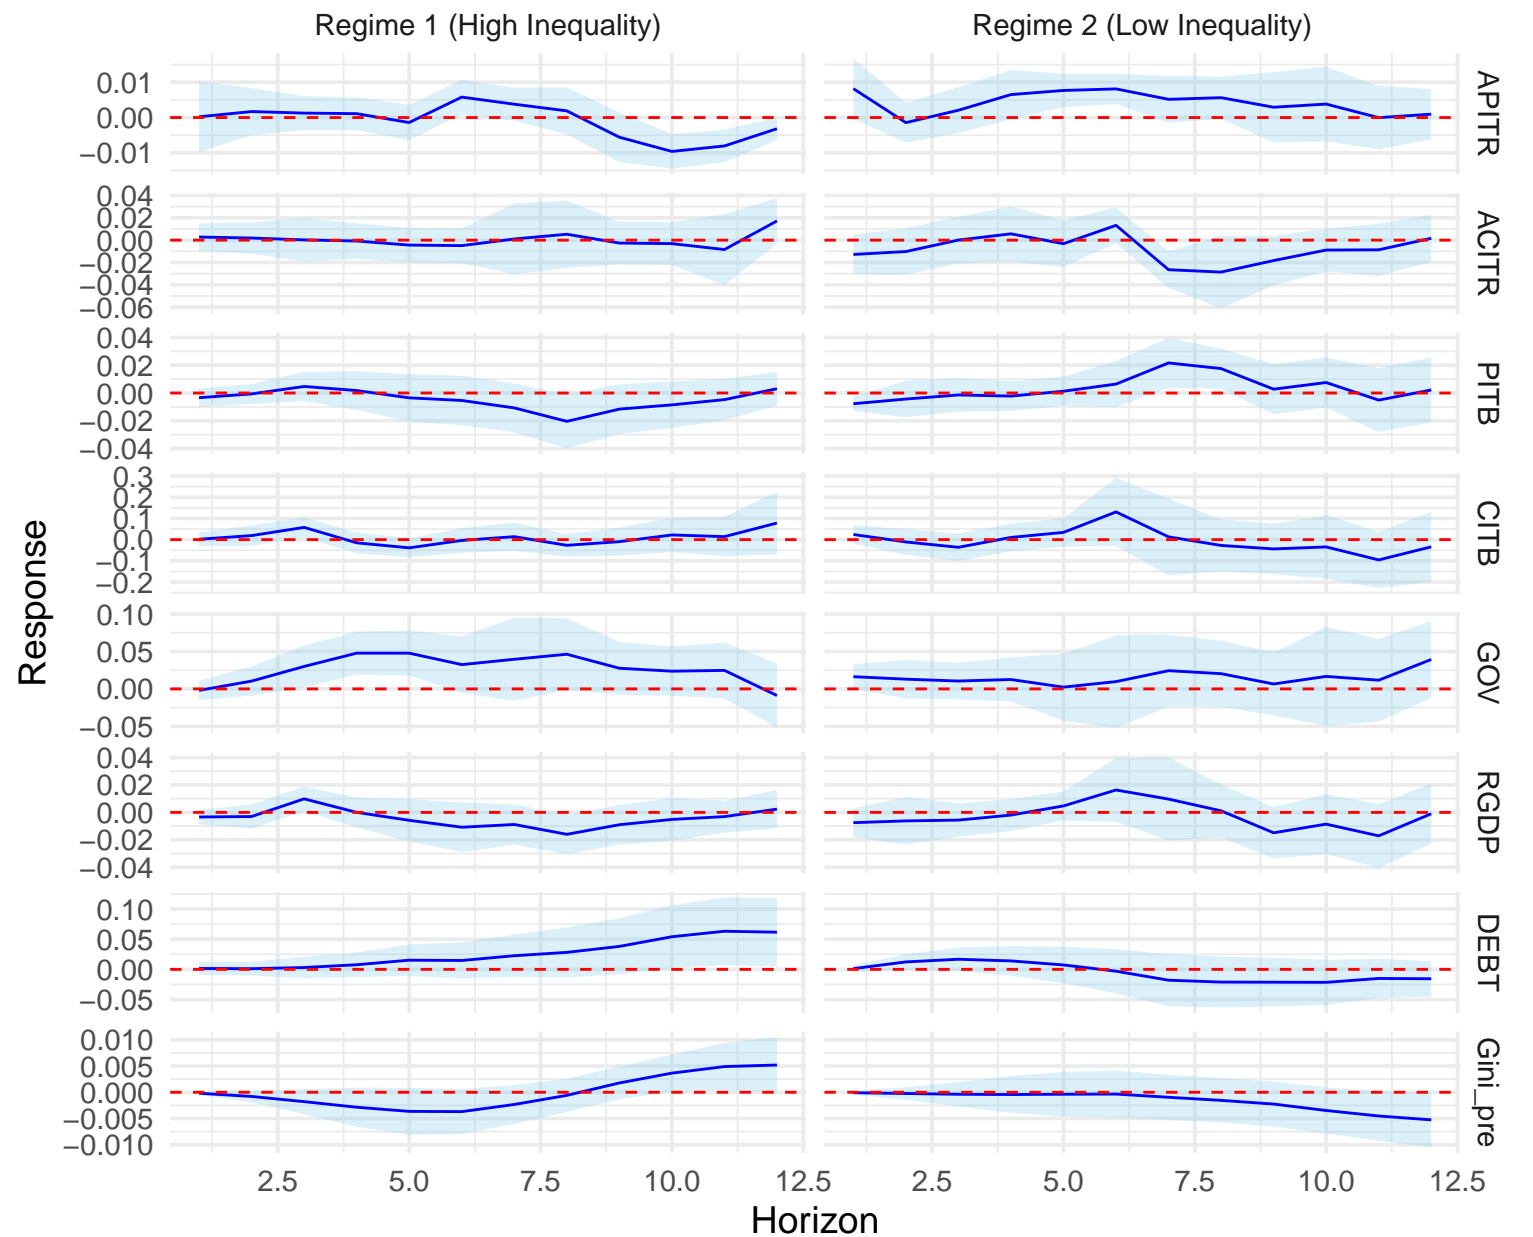 Regime 1 (High Inequality)
Regime 2 (Low Inequality)
0.01
0.00
−0.01
APITR
0.04
0.02
0.00
−0.02
−0.04
−0.06
ACITR
0.04
0.02
0.00
−0.02
−0.04
PITB
0.3
0.2
0.1
0.0
−0.1
−0.2
CITB
0.10
0.05
0.00
−0.05
GOV
0.04
0.02
0.00
−0.02
−0.04
RGDP
0.10
0.05
0.00
−0.05
DEBT
0.010
0.005
0.000
−0.005
−0.010
Gini_pre
Response
2.5 5.0 7.5 10.0 12.5 2.5 5.0 7.5 10.0 12.5
Horizon